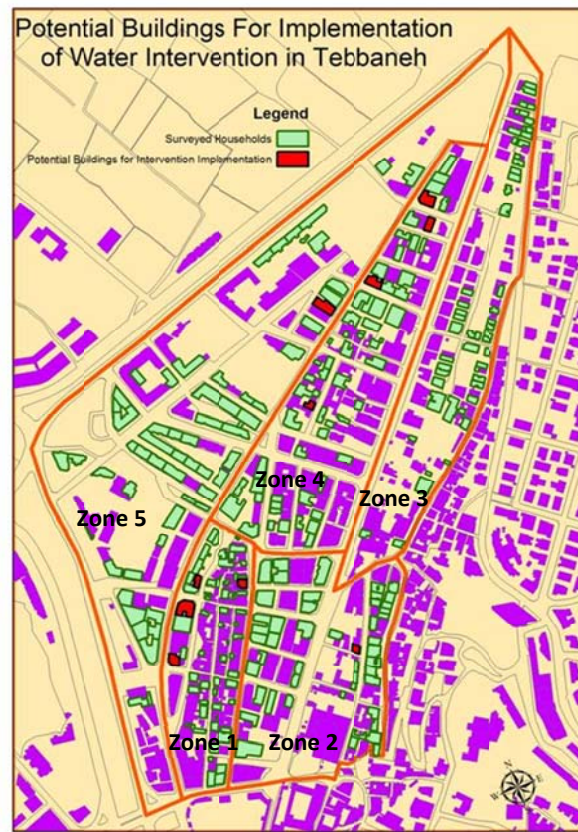 Potential Buildings For Implementation
of Water Intervention in Tebbaneh
Legend
Surveyed Households
Potential Buildings for Intervention Implementation
Zone 4
Zone 3
Zone 5
Zone 1
Zone 2
N
W
E
S